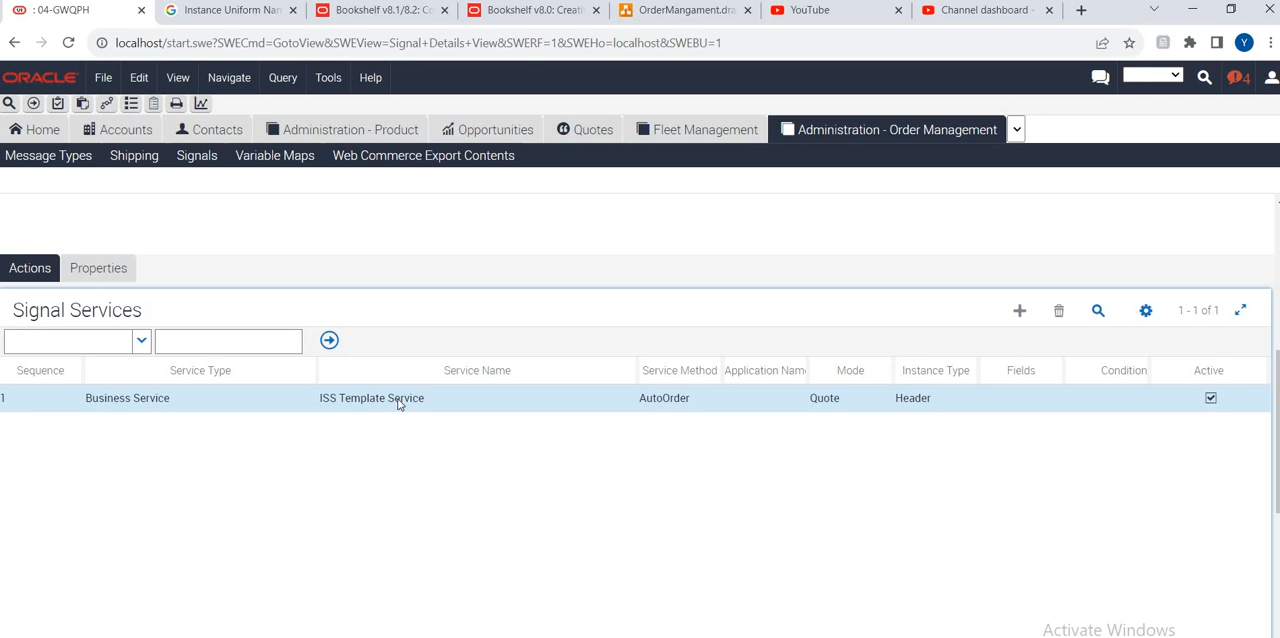 : 04-GWQPH
Instance Uniform Nan
Bookshelf v8.1/8.2: Co
Bookshelf v8.0: Creati
OrderMangament.dra
YouTube
Channel dashboard -
localhost/start.swe?SWECmd=GotoView&SWEView=Signal+Details+View&SWERF=1&SWEHo=localhost&SWEBU=1
Y
ORACLE File Edit View Navigate Query Tools Help
4
Home Accounts Contacts Administration - Product Opportunities Quotes Fleet Management Administration - Order Management
Message Types Shipping Signals Variable Maps Web Commerce Export Contents
Actions Properties
Signal Services
1 - 1 of 1
Sequence Service Type Service Name Service Method Application Name Mode Instance Type Fields Condition Active
1 Business Service ISS Template Service AutoOrder Quote Header
Activate Windows